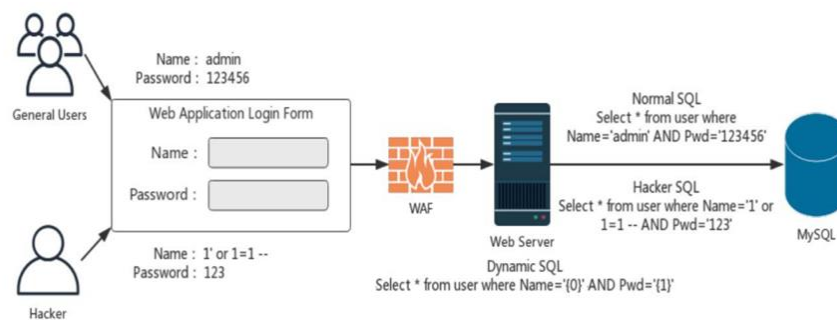 General Users
Name : admin
Password : 123456
Web Application Login Form
Name :
Password :
Hacker
Name : 1' or 1=1 --
Password : 123
WAF
Web Server
Dynamic SQL
Select * from user where Name='{0}' AND Pwd='{1}'
Normal SQL
Select * from user where
Name='admin' AND Pwd='123456'
Hacker SQL
Select * from user where Name='1' or
1=1 -- AND Pwd='123'
MySQL